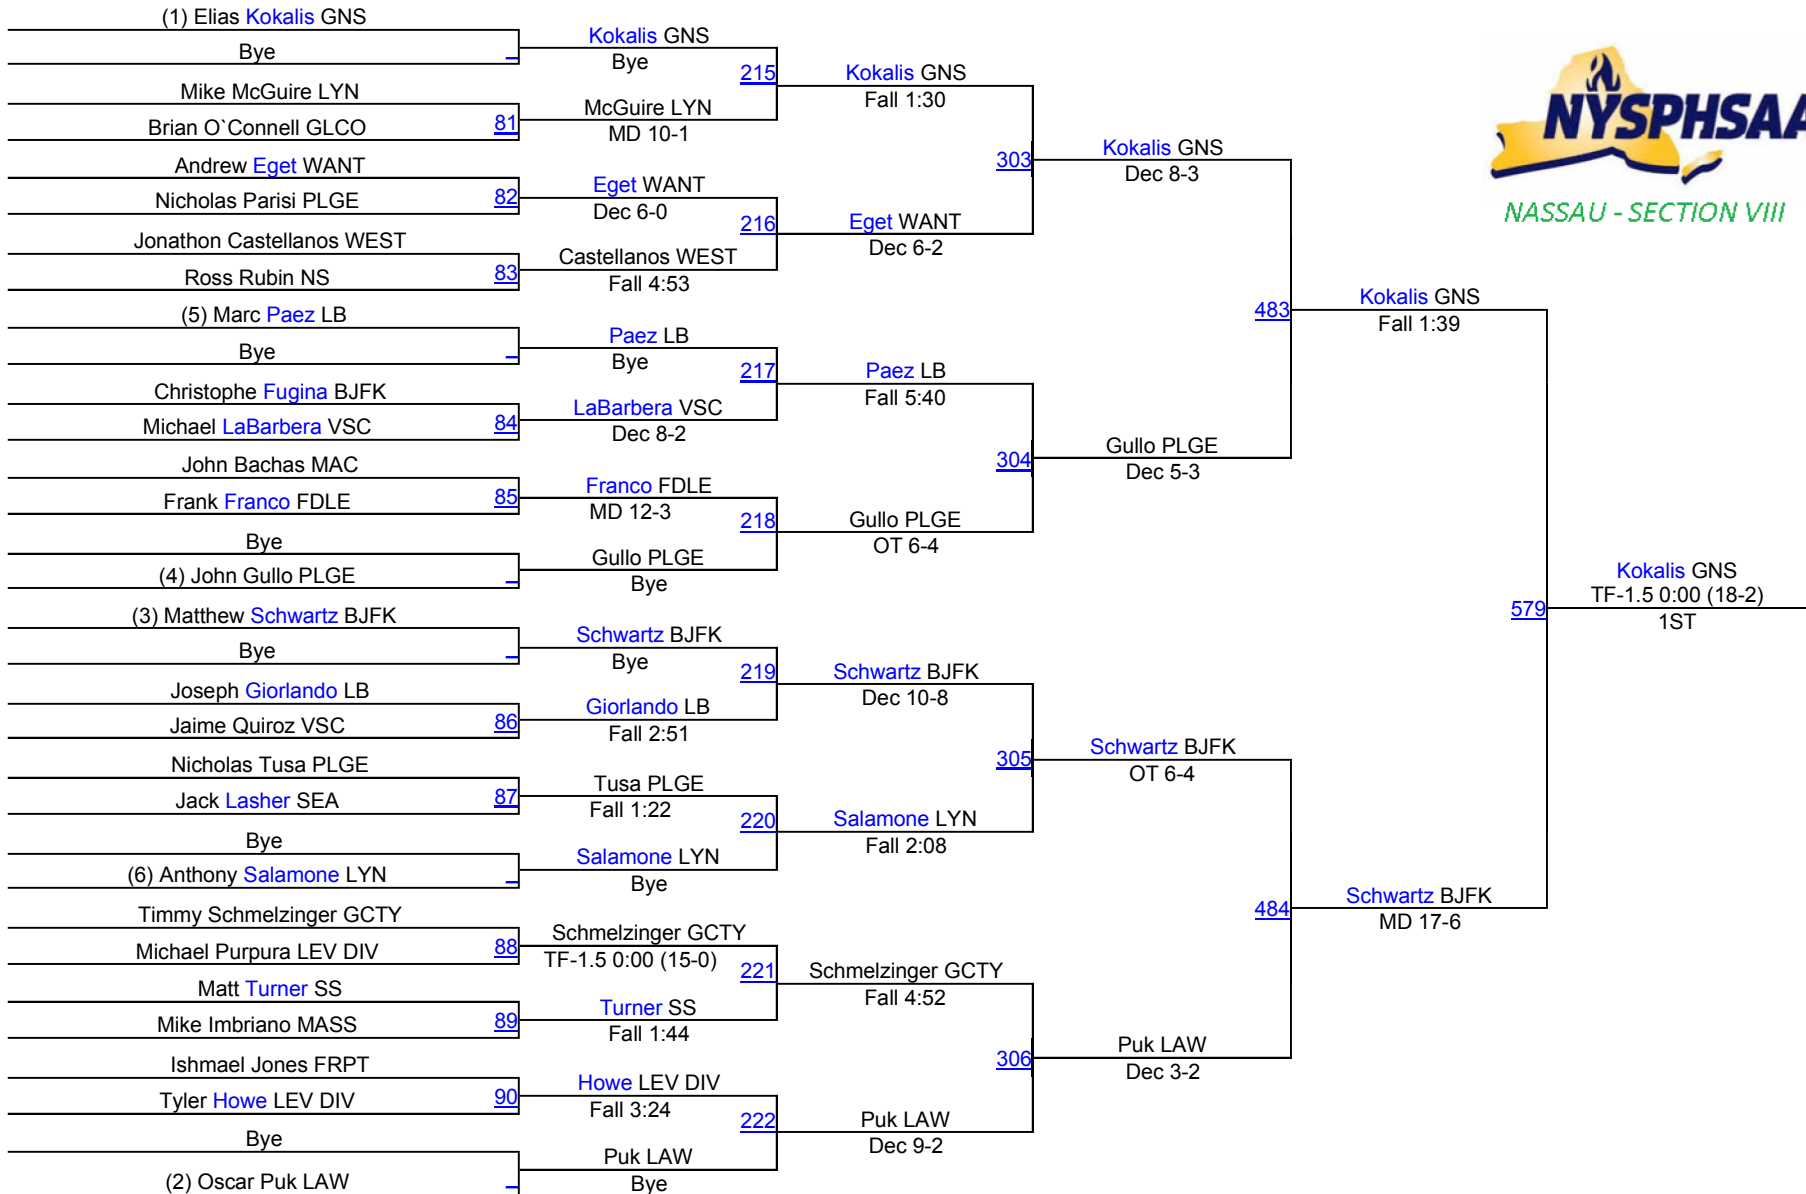 (1) Elias Kokalis GNS
Bye
Mike McGuire LYN
Brian O`Connell GLCO
81
Andrew Eget WANT
Nicholas Parisi PLGE
82
Jonathon Castellanos WEST
Ross Rubin NS
83
(5) Marc Paez LB
Bye
Christophe Fugina BJFK
Michael LaBarbera VSC
84
John Bachas MAC
Frank Franco FDLE
85
Bye
(4) John Gullo PLGE
(3) Matthew Schwartz BJFK
Bye
Joseph Giorlando LB
Jaime Quiroz VSC
86
Nicholas Tusa PLGE
Jack Lasher SEA
87
Bye
(6) Anthony Salamone LYN
Timmy Schmelzinger GCTY
Michael Purpura LEV DIV
88
Matt Turner SS
Mike Imbriano MASS
89
Ishmael Jones FRPT
Tyler Howe LEV DIV
90
Bye
(2) Oscar Puk LAW
Kokalis GNS
Bye
215
McGuire LYN
MD 10-1
Eget WANT
Dec 6-0
216
Castellanos WEST
Fall 4:53
Paez LB
Bye
217
LaBarbera VSC
Dec 8-2
Franco FDLE
MD 12-3
218
Gullo PLGE
Bye
Schwartz BJFK
Bye
219
Giorlando LB
Fall 2:51
Tusa PLGE
Fall 1:22
220
Salamone LYN
Bye
Schmelzinger GCTY
TF-1.5 0:00 (15-0)
221
Turner SS
Fall 1:44
Howe LEV DIV
Fall 3:24
222
Puk LAW
Bye
Kokalis GNS
Fall 1:30
303
Eget WANT
Dec 6-2
Paez LB
Fall 5:40
304
Gullo PLGE
OT 6-4
Schwartz BJFK
Dec 10-8
305
Salamone LYN
Fall 2:08
Schmelzinger GCTY
Fall 4:52
306
Puk LAW
Dec 9-2
Kokalis GNS
Dec 8-3
483
Gullo PLGE
Dec 5-3
Schwartz BJFK
OT 6-4
484
Puk LAW
Dec 3-2
Kokalis GNS
Fall 1:39
579
Schwartz BJFK
MD 17-6
Kokalis GNS
TF-1.5 0:00 (18-2)
1ST
NYSPHSAA
NASSAU - SECTION VIII